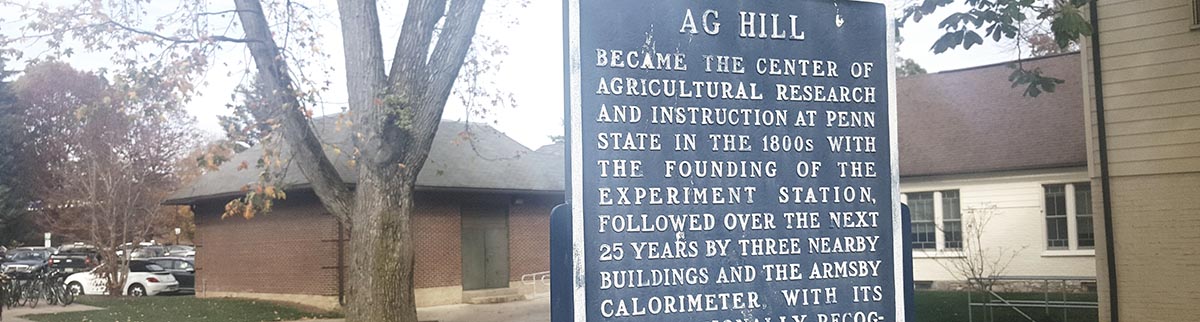 AG HILL
BECAME THE CENTER OF
AGRICULTURAL RESEARCH
AND INSTRUCTION AT PENN
STATE IN THE 1800s WITH
THE FOUNDING OF THE
EXPERIMENT STATION,
FOLLOWED OVER THE NEXT
25 YEARS BY THREE NEARBY
BUILDINGS AND THE ARMSBY
CALORIMETER, WITH ITS
RECOG-